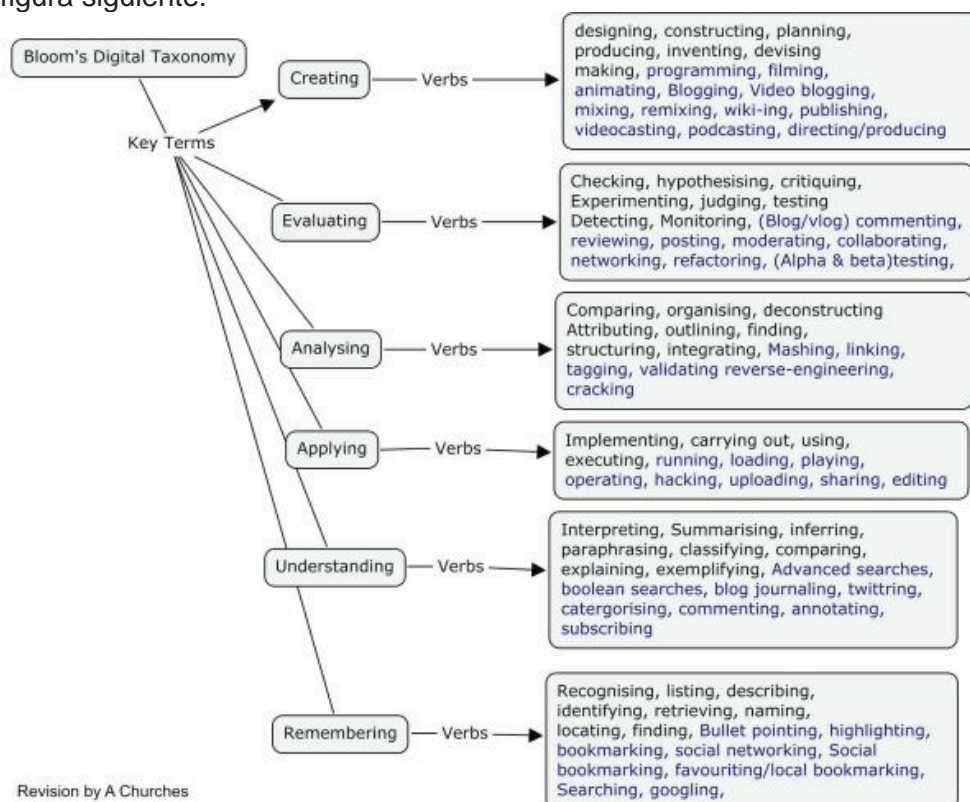 figura siguiente:
Bloom's Digital Taxonomy
Key Terms
Creating
Verbs
designing, constructing, planning,
producing, inventing, devising
making, programming, filming,
animating, Blogging, Video blogging,
mixing, remixing, wiki-ing, publishing,
videocasting, podcasting, directing/producing
Evaluating
Verbs
Checking, hypothesising, critiquing,
Experimenting, judging, testing
Detecting, Monitoring, (Blog/vlog) commenting,
reviewing, posting, moderating, collaborating,
networking, refactoring, (Alpha & beta)testing,
Analysing
Verbs
Comparing, organising, deconstructing
Attributing, outlining, finding,
structuring, integrating, Mashing, linking,
tagging, validating reverse-engineering,
cracking
Applying
Verbs
Implementing, carrying out, using,
executing, running, loading, playing,
operating, hacking, uploading, sharing, editing
Understanding
Verbs
Interpreting, Summarising, inferring,
paraphrasing, classifying, comparing,
explaining, exemplifying, Advanced searches,
boolean searches, blog journaling, twittring,
catergorising, commenting, annotating,
subscribing
Remembering
Verbs
Recognising, listing, describing,
identifying, retrieving, naming,
locating, finding, Bullet pointing, highlighting,
bookmarking, social networking, Social
bookmarking, favouriting/local bookmarking,
Searching, googling,
Revision by A Churches